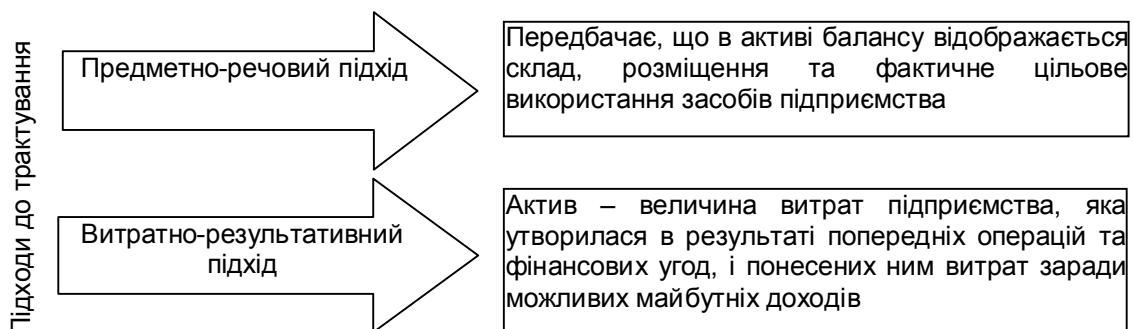 Підходи до трактування
Предметно-речовий підхід
Передбачає, що в активі балансу відображається
склад, розміщення та фактичне цільове
використання засобів підприємства
Витратно-результативний
підхід
Актив – величина витрат підприємства, яка
утворилася в результаті попередніх операцій та
фінансових угод, і понесених ним витрат заради
можливих майбутніх доходів